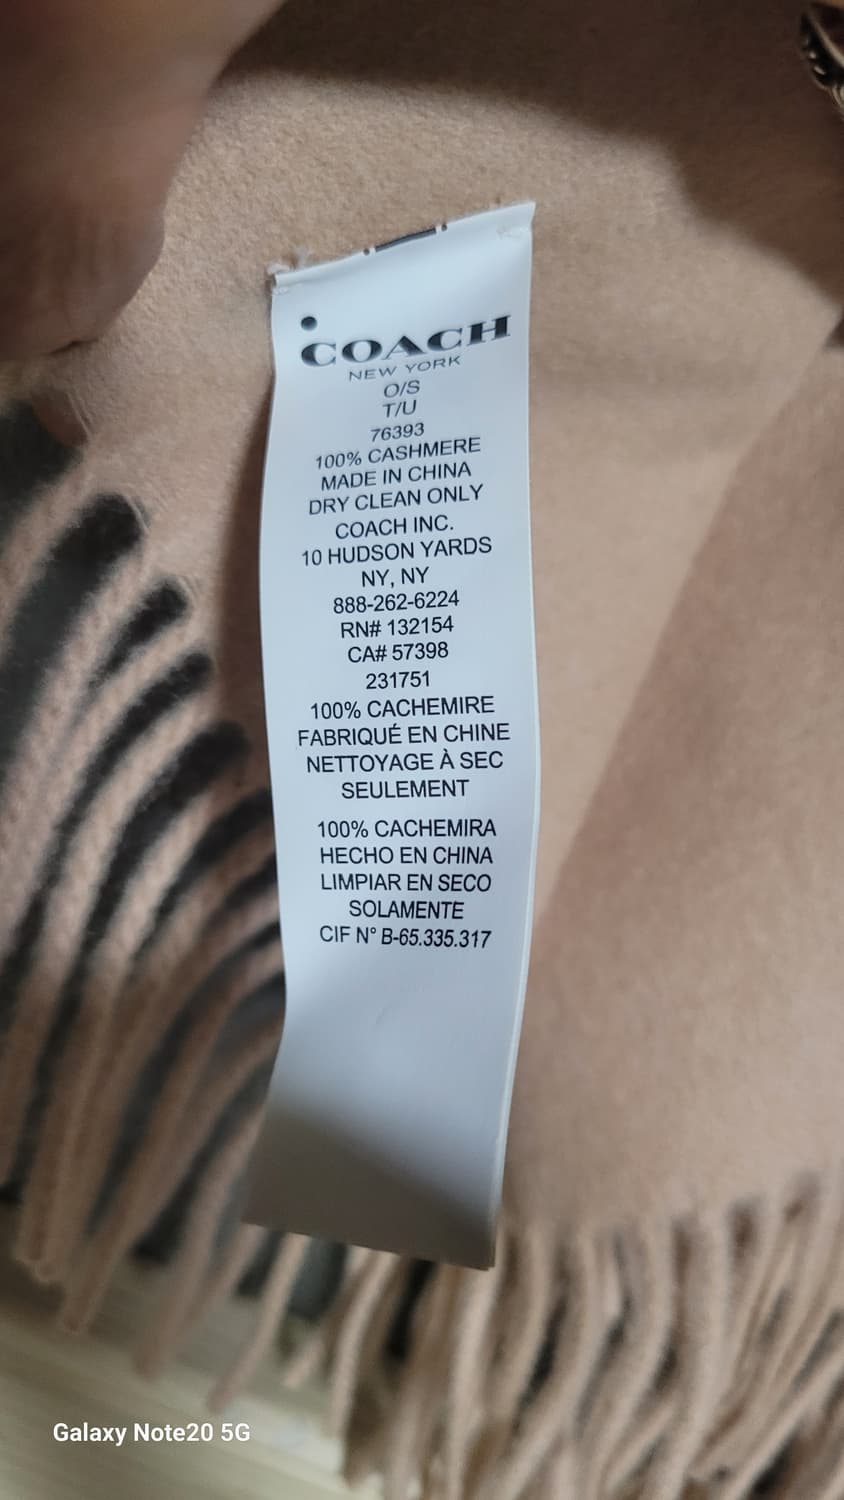 COACH
NEW YORK
O/S
T/U
76393
100% CASHMERE
MADE IN CHINA
DRY CLEAN ONLY
COACH INC.
10 HUDSON YARDS
NY, NY
888-262-6224
RN# 132154
CA# 57398
231751
100% CACHEMIRE
FABRIQUÉ EN CHINE
NETTOYAGE À SEC
SEULEMENT
100% CACHEMIRA
HECHO EN CHINA
LIMPIAR EN SECO
SOLAMENTE
CIF N° B-65.335.317
Galaxy Note20 5G